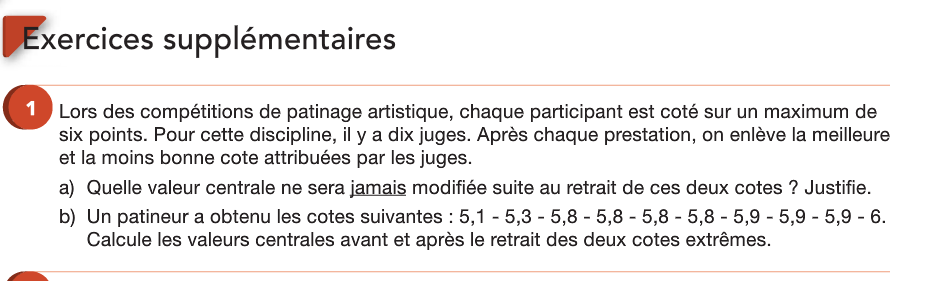 Exercices supplémentaires
1
Lors des compétitions de patinage artistique, chaque participant est coté sur un maximum de
six points. Pour cette discipline, il y a dix juges. Après chaque prestation, on enlève la meilleure
et la moins bonne cote attribuées par les juges.
a) Quelle valeur centrale ne sera jamais modifiée suite au retrait de ces deux cotes ? Justifie.
b) Un patineur a obtenu les cotes suivantes : 5,1 - 5,3 - 5,8 - 5,8 - 5,8 - 5,8 - 5,9 - 5,9 - 5,9 - 6.
Calcule les valeurs centrales avant et après le retrait des deux cotes extrêmes.